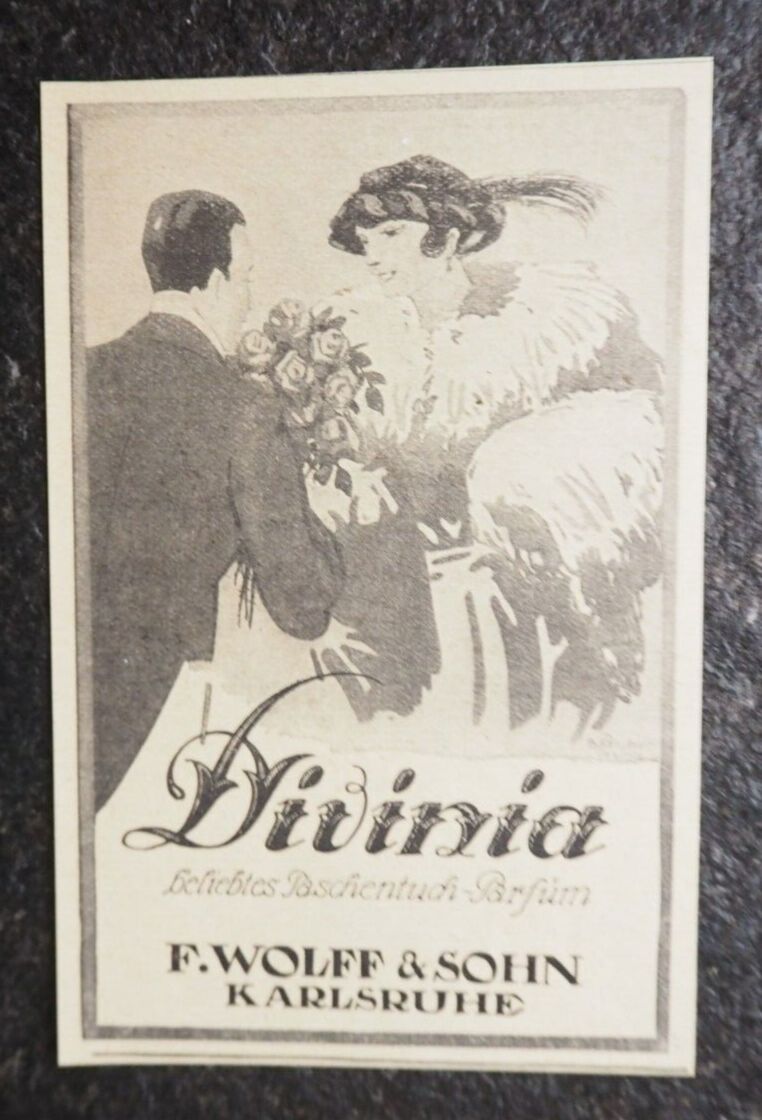 Divinia
beliebtes Taschentuch-Parfüm
F. WOLFF & SOHN
KARLSRUHE